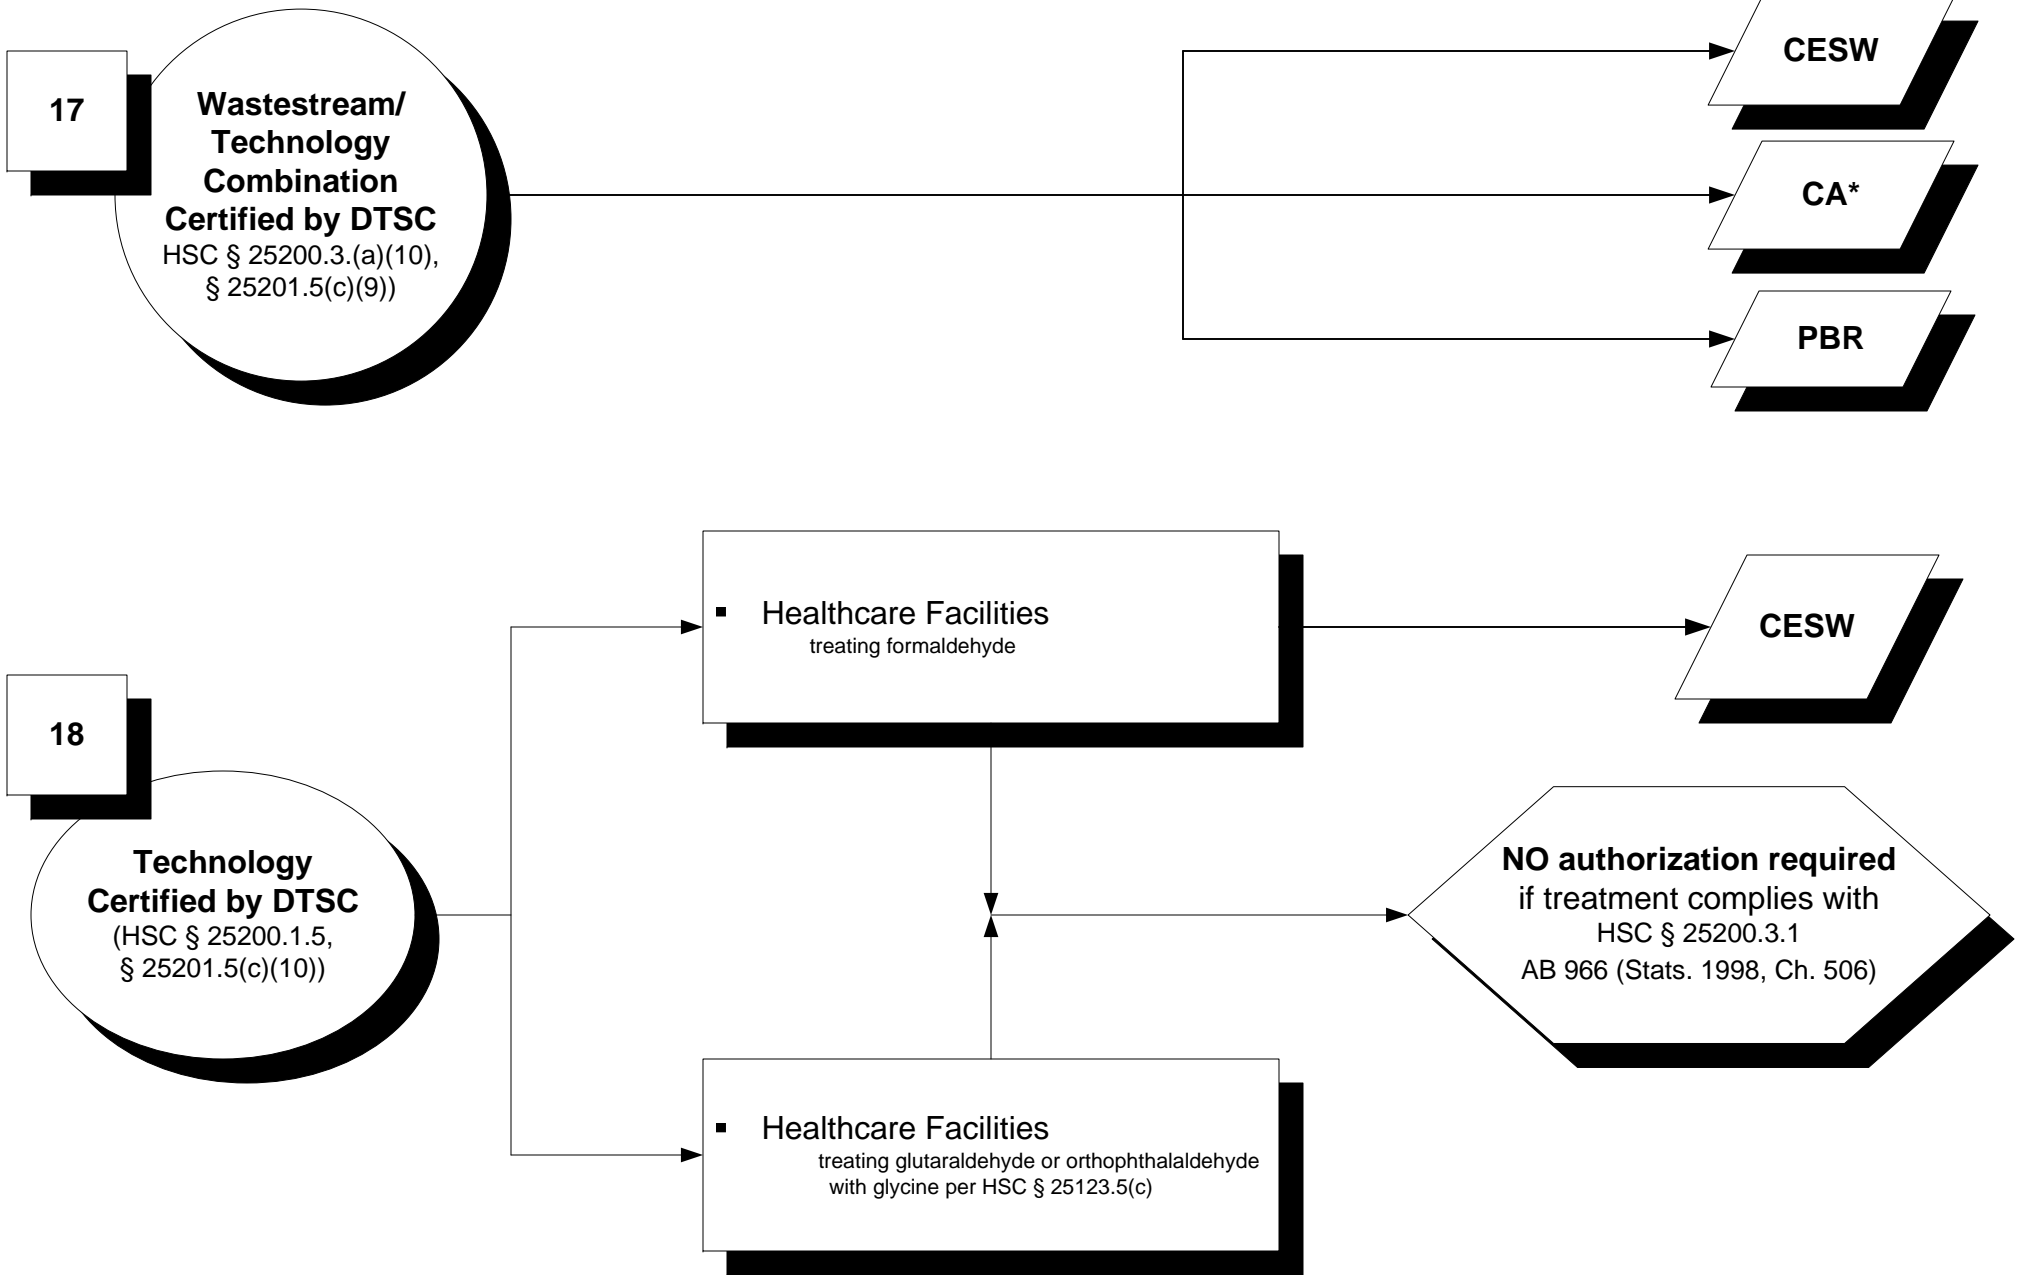 17
Wastestream/
Technology
Combination
Certified by DTSC
HSC § 25200.3.(a)(10),
§ 25201.5(c)(9))
CESW
CA*
PBR
18
Technology
Certified by DTSC
(HSC § 25200.1.5,
§ 25201.5(c)(10))
▪ Healthcare Facilities
treating formaldehyde
CESW
NO authorization required
if treatment complies with
HSC § 25200.3.1
AB 966 (Stats. 1998, Ch. 506)
▪ Healthcare Facilities
treating glutaraldehyde or orthophthalaldehyde
with glycine per HSC § 25123.5(c)